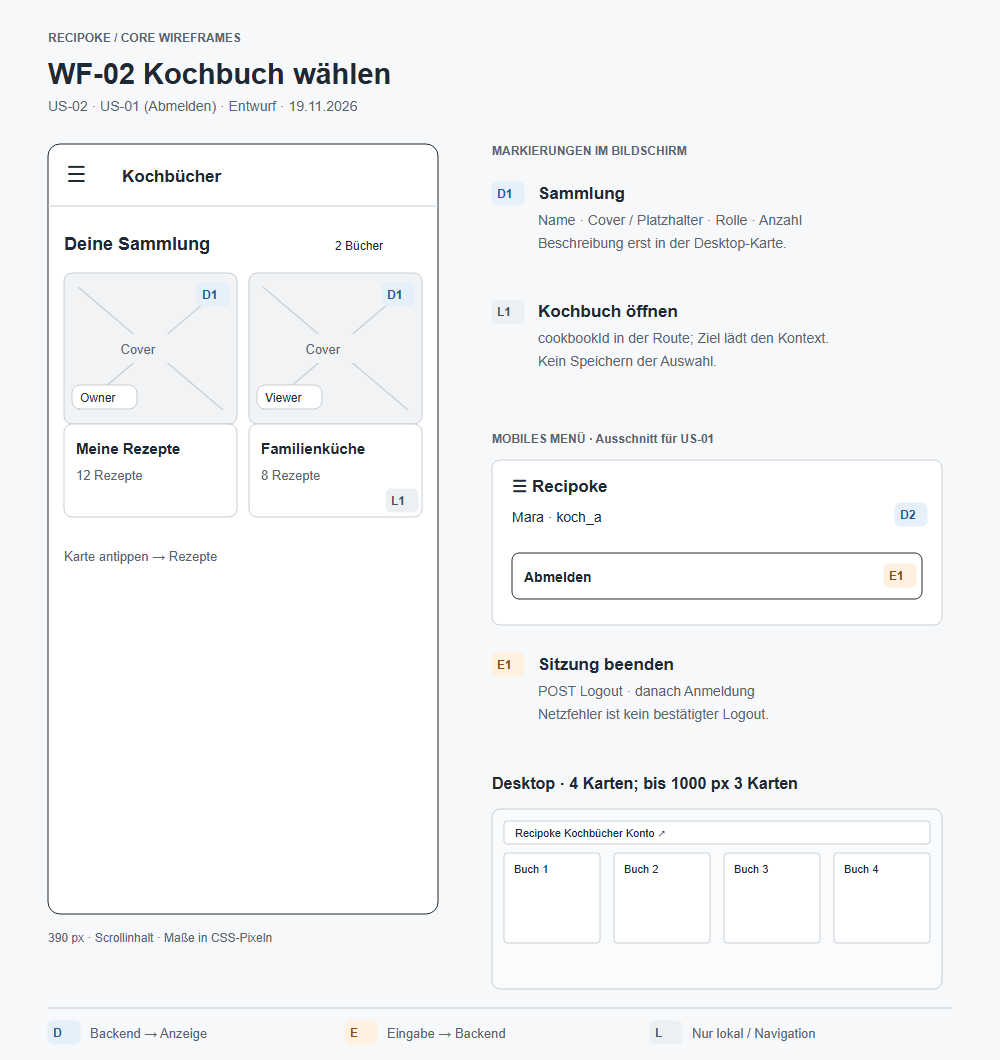 RECIPOKE / CORE WIREFRAMES
WF-02 Kochbuch wählen
US-02 · US-01 (Abmelden) · Entwurf · 19.11.2026
☰ Kochbücher
Deine Sammlung 2 Bücher
D1 D1
Cover Cover
Owner Viewer
Meine Rezepte Familienküche
12 Rezepte 8 Rezepte
L1
Karte antippen → Rezepte
390 px · Scrollinhalt · Maße in CSS-Pixeln
MARKIERUNGEN IM BILDSCHIRM
D1 Sammlung
Name · Cover / Platzhalter · Rolle · Anzahl
Beschreibung erst in der Desktop-Karte.
L1 Kochbuch öffnen
cookbookId in der Route; Ziel lädt den Kontext.
Kein Speichern der Auswahl.
MOBILES MENÜ · Ausschnitt für US-01
☰ Recipoke
Mara · koch_a D2
Abmelden E1
E1 Sitzung beenden
POST Logout · danach Anmeldung
Netzfehler ist kein bestätigter Logout.
Desktop · 4 Karten; bis 1000 px 3 Karten
Recipoke Kochbücher Konto ↗
Buch 1 Buch 2 Buch 3 Buch 4
D Backend → Anzeige E Eingabe → Backend L Nur lokal / Navigation